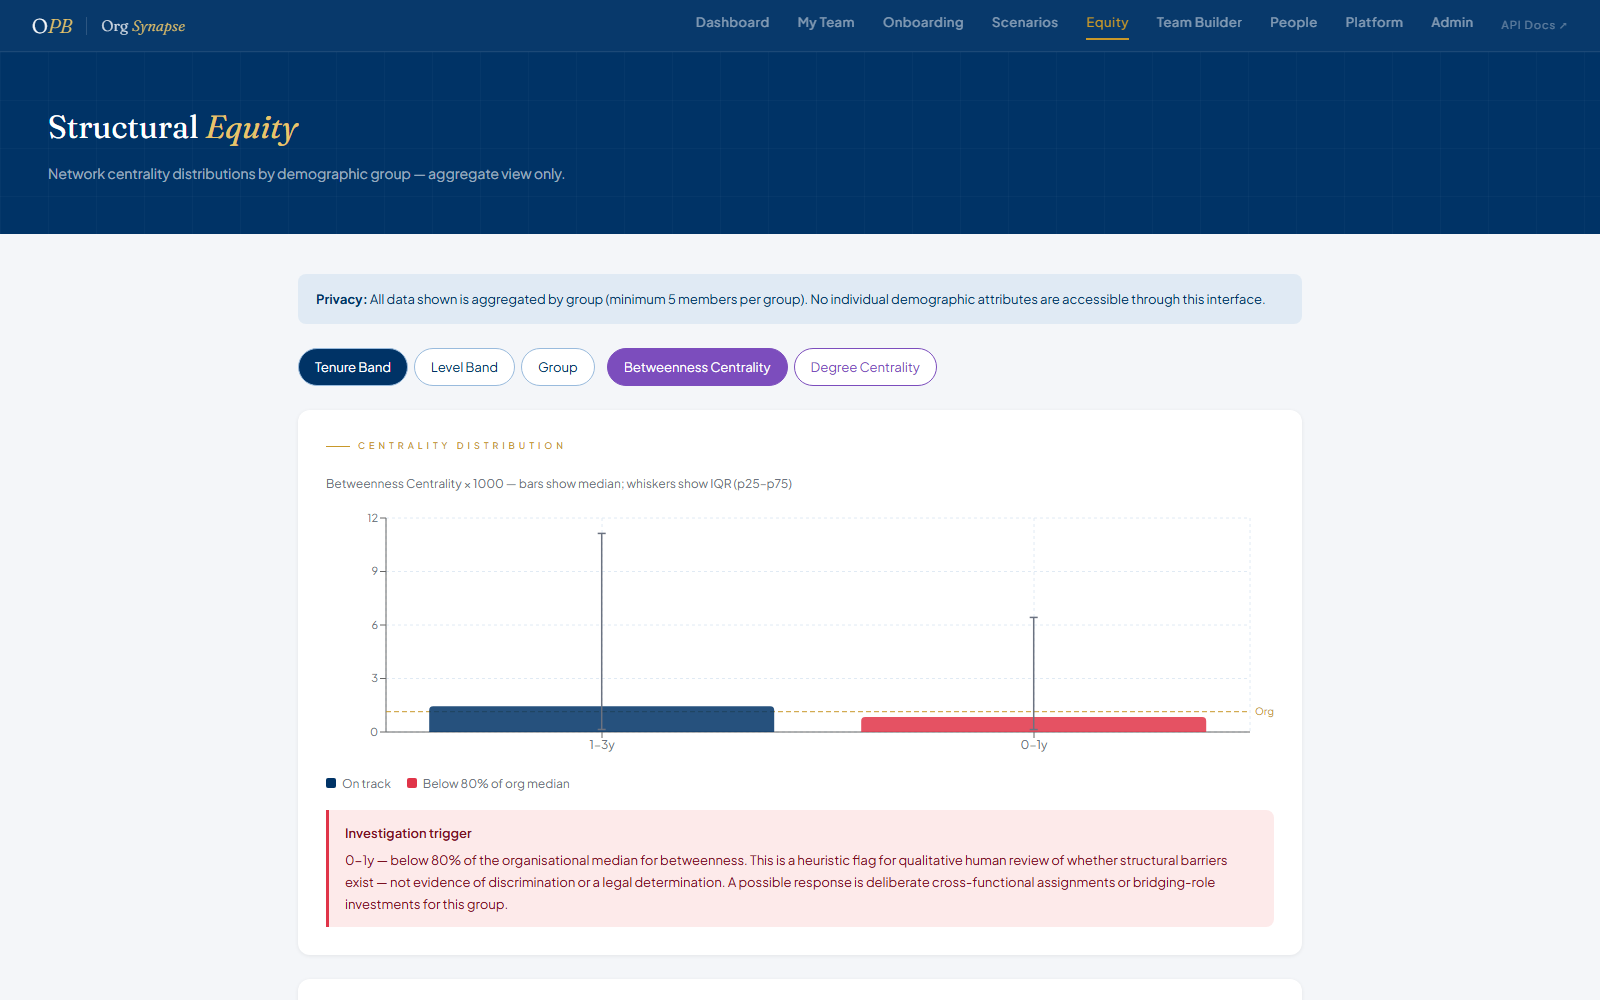 OPB | Org Synapse
Dashboard My Team Onboarding Scenarios Equity Team Builder People Platform Admin API Docs ↗
Structural Equity
Network centrality distributions by demographic group — aggregate view only.
Privacy: All data shown is aggregated by group (minimum 5 members per group). No individual demographic attributes are accessible through this interface.
Tenure Band Level Band Group Betweenness Centrality Degree Centrality
CENTRALITY DISTRIBUTION
Betweenness Centrality × 1000 — bars show median; whiskers show IQR (p25–p75)
12
9
6
3
Org
0
1–3y 0–1y
On track Below 80% of org median
Investigation trigger
0–1y — below 80% of the organisational median for betweenness. This is a heuristic flag for qualitative human review of whether structural barriers
exist — not evidence of discrimination or a legal determination. A possible response is deliberate cross-functional assignments or bridging-role
investments for this group.